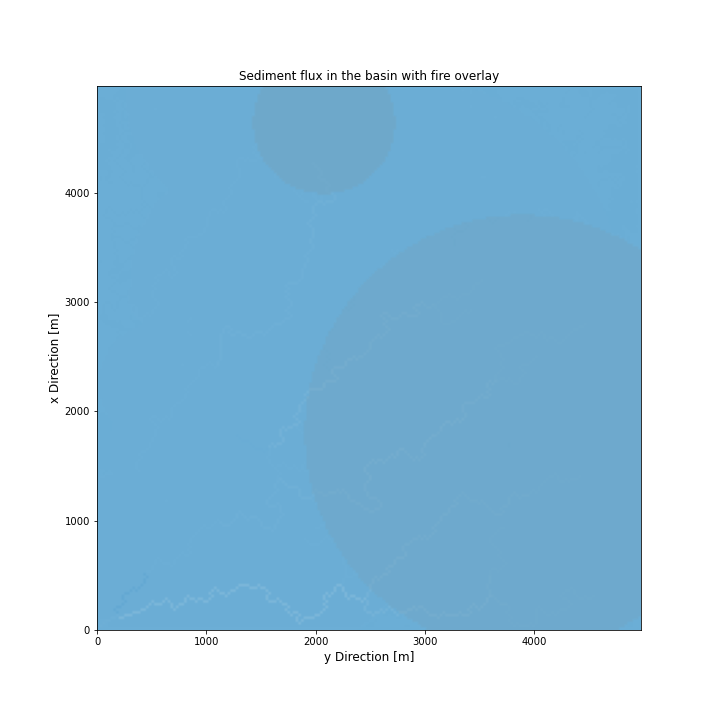 Sediment flux in the basin with fire overlay
4000
3000
2000
1000
0
x Direction [m]
0 1000 2000 3000 4000
y Direction [m]